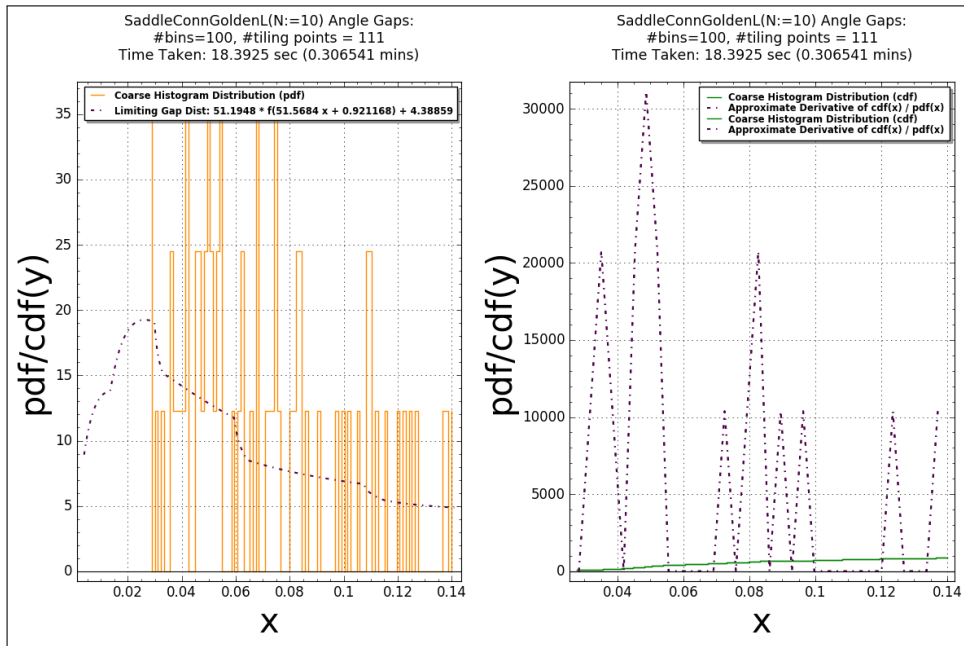 SaddleConnGoldenL(N:=10) Angle Gaps:
#bins=100, #tiling points = 111
Time Taken: 18.3925 sec (0.306541 mins)
Coarse Histogram Distribution (pdf)
Limiting Gap Dist: 51.1948 * f(51.5684 x + 0.921168) + 4.38859
35
30
25
20
15
10
5
0
pdf/cdf(y)
0.02 0.04 0.06 0.08 0.1 0.12 0.14
x
SaddleConnGoldenL(N:=10) Angle Gaps:
#bins=100, #tiling points = 111
Time Taken: 18.3925 sec (0.306541 mins)
Coarse Histogram Distribution (cdf)
Approximate Derivative of cdf(x) / pdf(x)
Coarse Histogram Distribution (cdf)
Approximate Derivative of cdf(x) / pdf(x)
30000
25000
20000
15000
10000
5000
0
pdf/cdf(y)
0.04 0.06 0.08 0.1 0.12 0.14
x